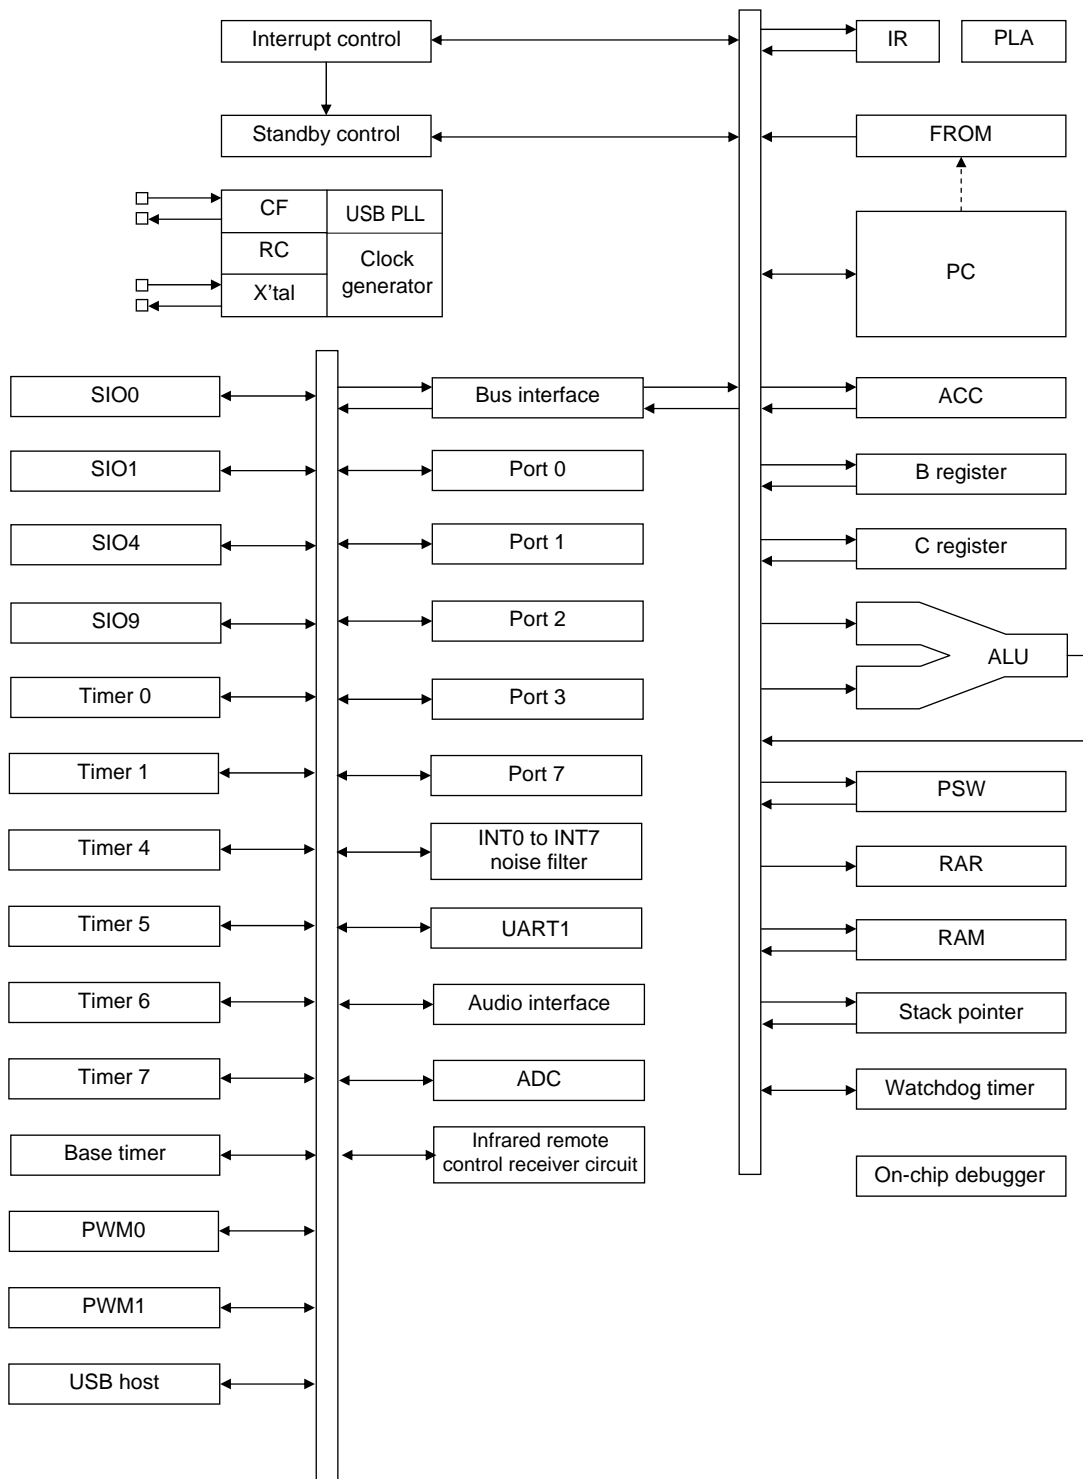 Interrupt control
IR
PLA
Standby control
FROM
CF
USB PLL
RC
Clock
generator
X'tal
PC
SIO0
Bus interface
ACC
SIO1
Port 0
B register
SIO4
Port 1
C register
SIO9
Port 2
ALU
Timer 0
Port 3
Timer 1
Port 7
PSW
Timer 4
INT0 to INT7
noise filter
RAR
Timer 5
UART1
RAM
Timer 6
Audio interface
Stack pointer
Timer 7
ADC
Watchdog timer
Base timer
Infrared remote
control receiver circuit
On-chip debugger
PWM0
PWM1
USB host